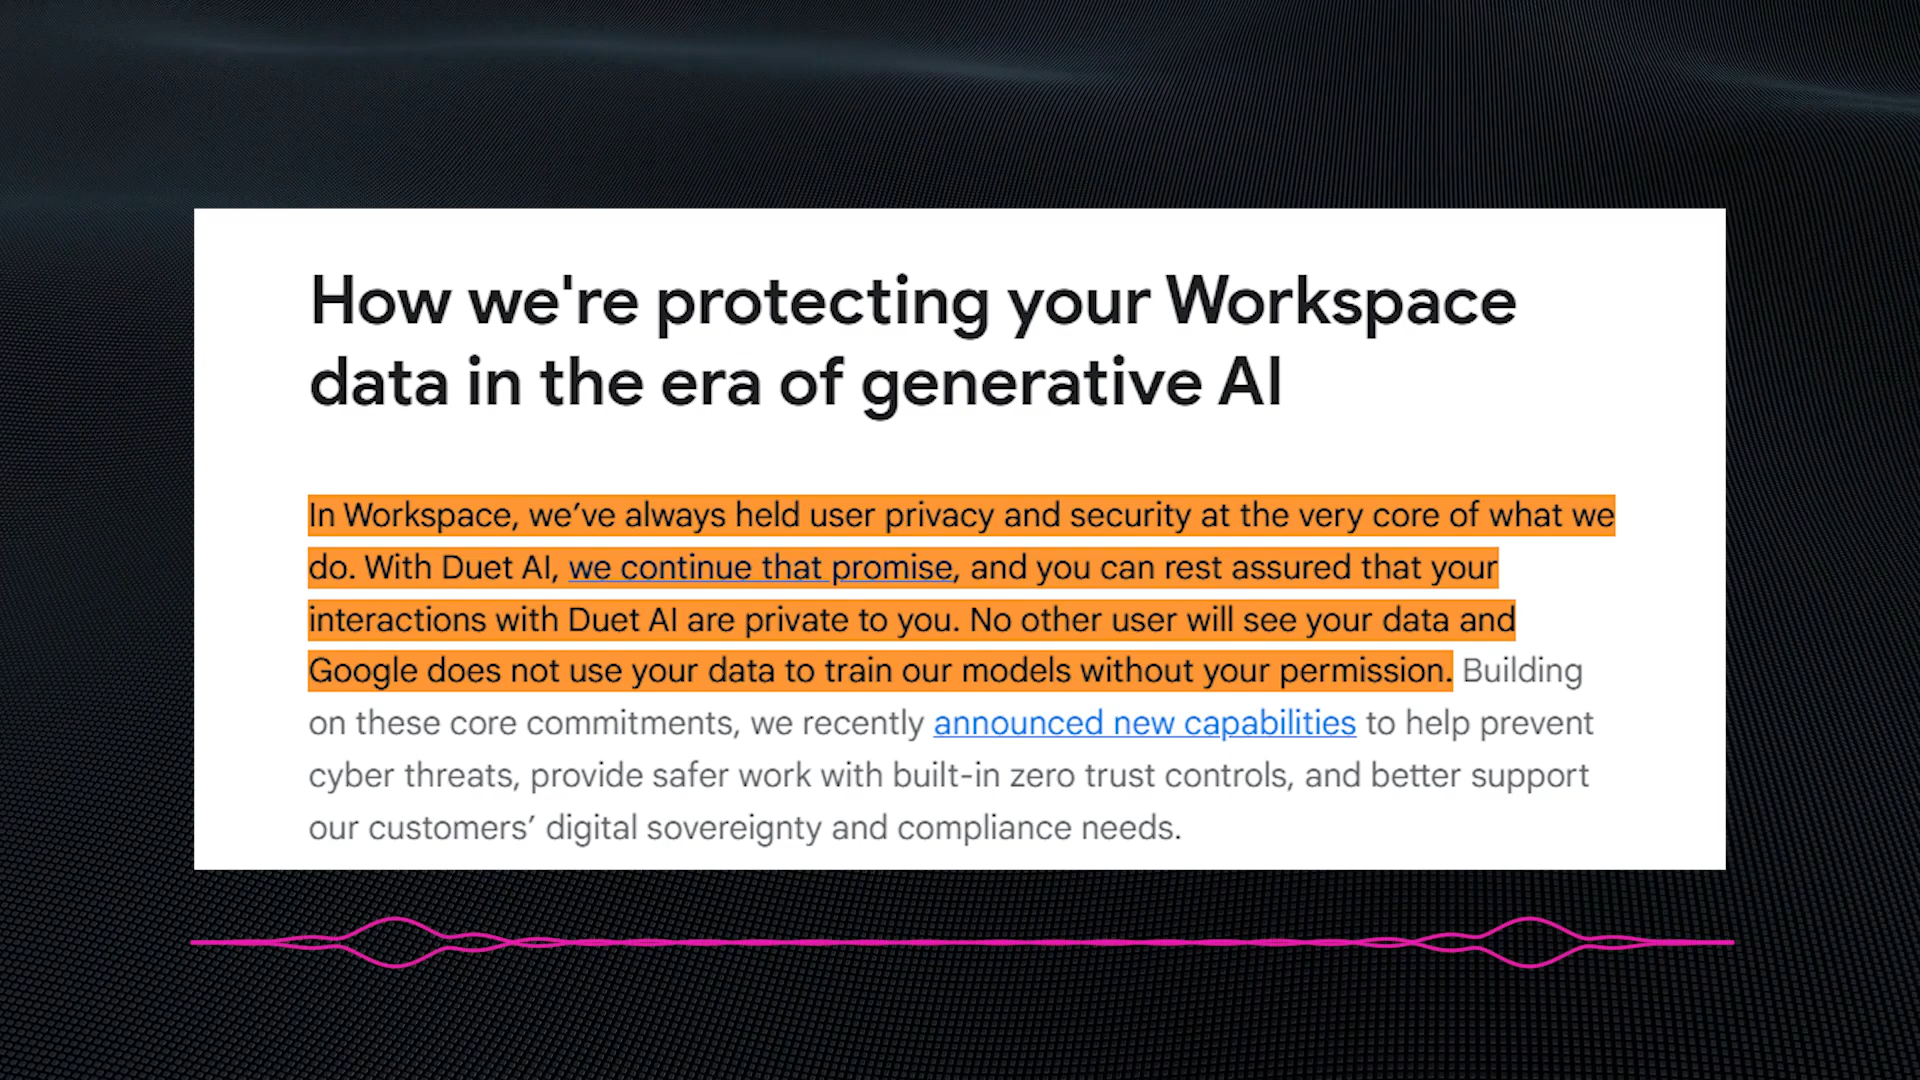 How we're protecting your Workspace
data in the era of generative AI
In Workspace, we’ve always held user privacy and security at the very core of what we
do. With Duet AI, we continue that promise, and you can rest assured that your
interactions with Duet AI are private to you. No other user will see your data and
Google does not use your data to train our models without your permission. Building
on these core commitments, we recently announced new capabilities to help prevent
cyber threats, provide safer work with built-in zero trust controls, and better support
our customers’ digital sovereignty and compliance needs.